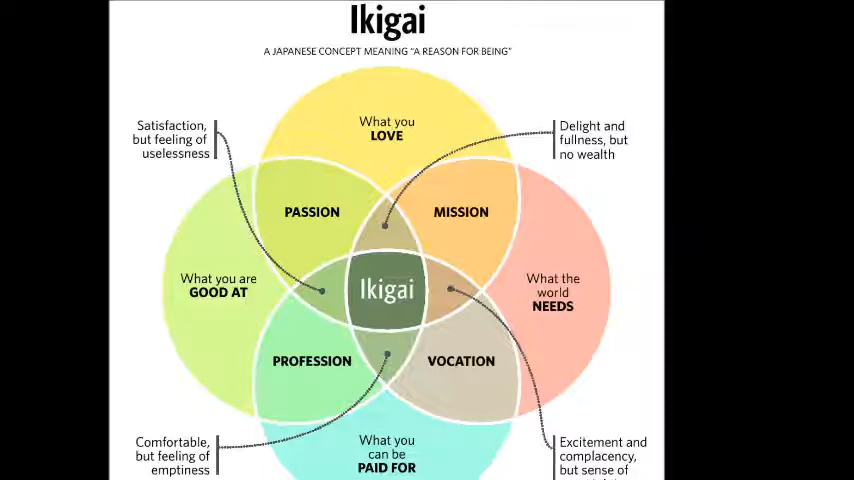 Ikigai
A JAPANESE CONCEPT MEANING “A REASON FOR BEING”
Satisfaction,
but feeling of
uselessness
What you
LOVE
Delight and
fullness, but
no wealth
PASSION
MISSION
What you are
GOOD AT
Ikigai
What the
world
NEEDS
PROFESSION
VOCATION
Comfortable,
but feeling of
emptiness
What you
can be
PAID FOR
Excitement and
complacency,
but sense of